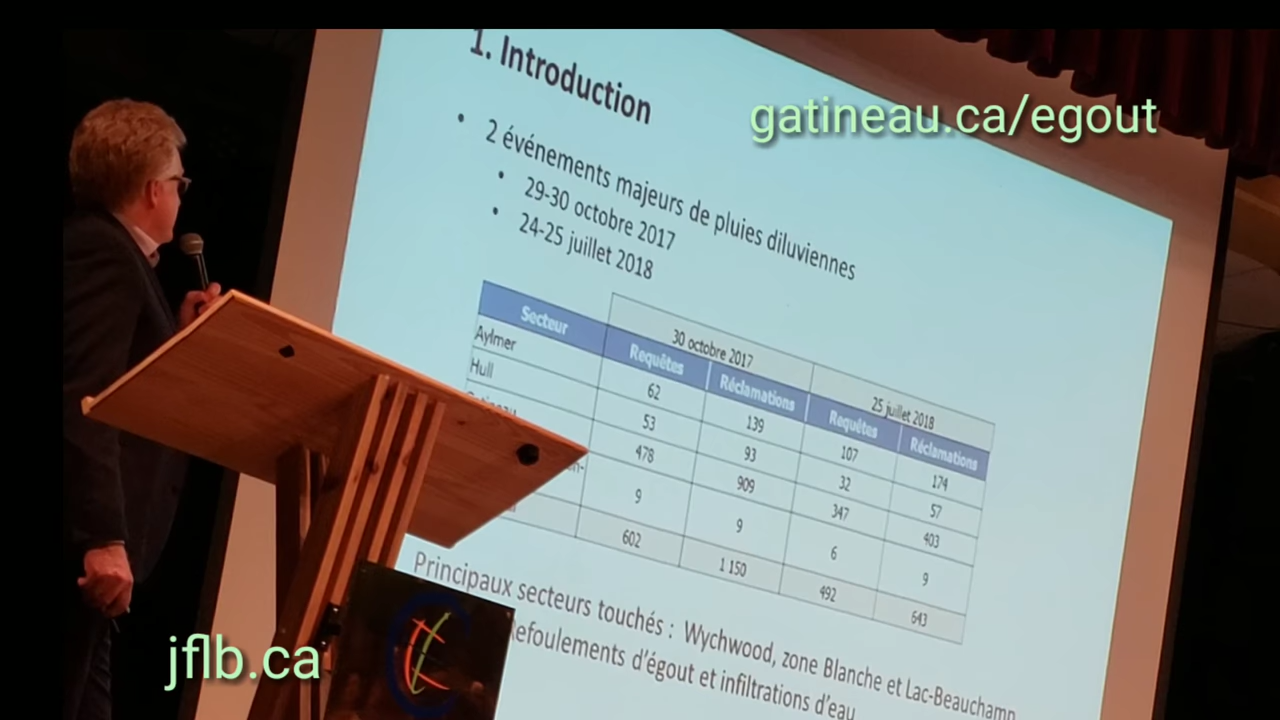 1. Introduction
gatineau.ca/egout
• 2 événements majeurs de pluies diluviennes
• 29-30 octobre 2017
• 24-25 juillet 2018
30 octobre 2017 25 juillet 2018
Secteur Requêtes Réclamations Requêtes Réclamations
Aylmer 62 139 107 174
Hull 53 93 32 57
478 909 347 403
9 9 6 9
602 1 150 492 643
Principaux secteurs touchés : Wychwood, zone Blanche et Lac-Beauchamp
Refoulements d'égout et infiltrations d'eau
jflb.ca